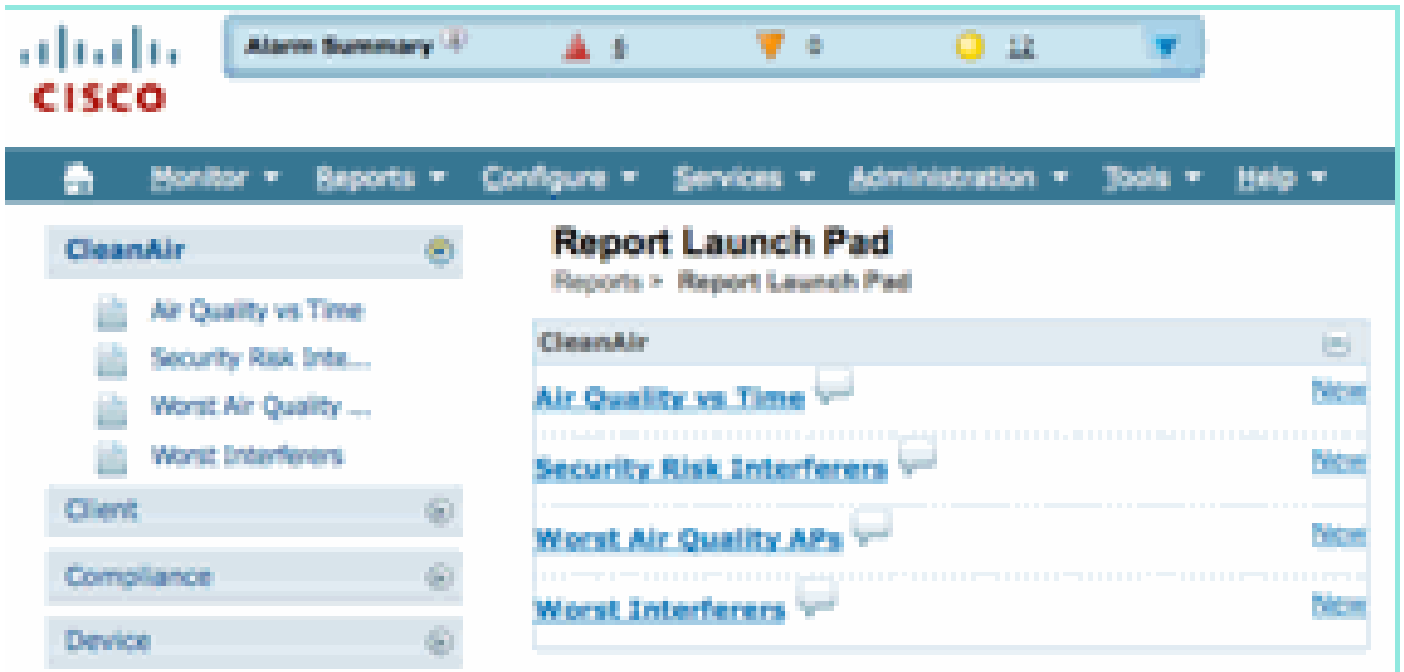 CISCO
Alarm Summary 0 12
Monitor Reports Configure Services Administration Tools Help
CleanAir
Air Quality vs Time
Security Risk Inte...
Worst Air Quality ...
Worst Interferers
Client
Compliance
Device
Report Launch Pad
Reports > Report Launch Pad
CleanAir
Air Quality vs Time New
Security Risk Interferers New
Worst Air Quality APs New
Worst Interferers New